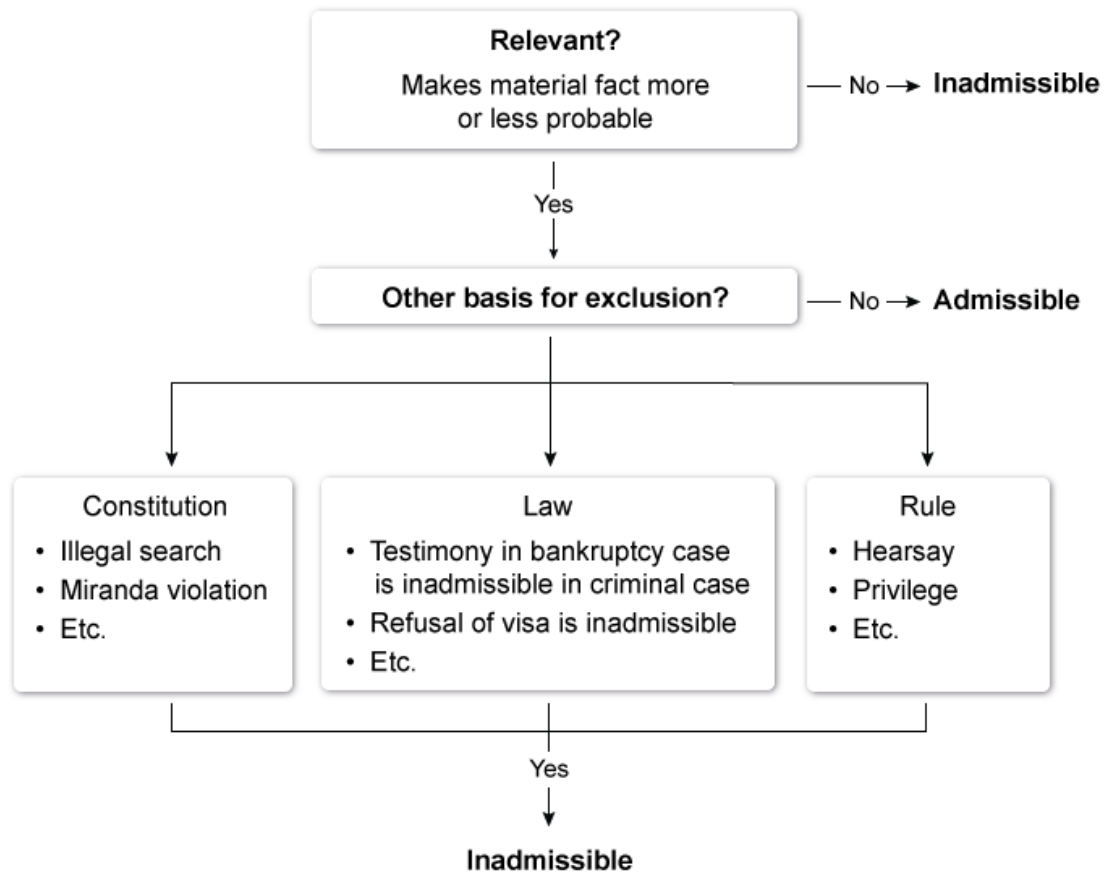 Relevant?
Makes material fact more
or less probable
No
Inadmissible
Yes
Other basis for exclusion?
No
Admissible
Constitution
• Illegal search
• Miranda violation
• Etc.
Law
• Testimony in bankruptcy case
is inadmissible in criminal case
• Refusal of visa is inadmissible
• Etc.
Rule
• Hearsay
• Privilege
• Etc.
Yes
Inadmissible